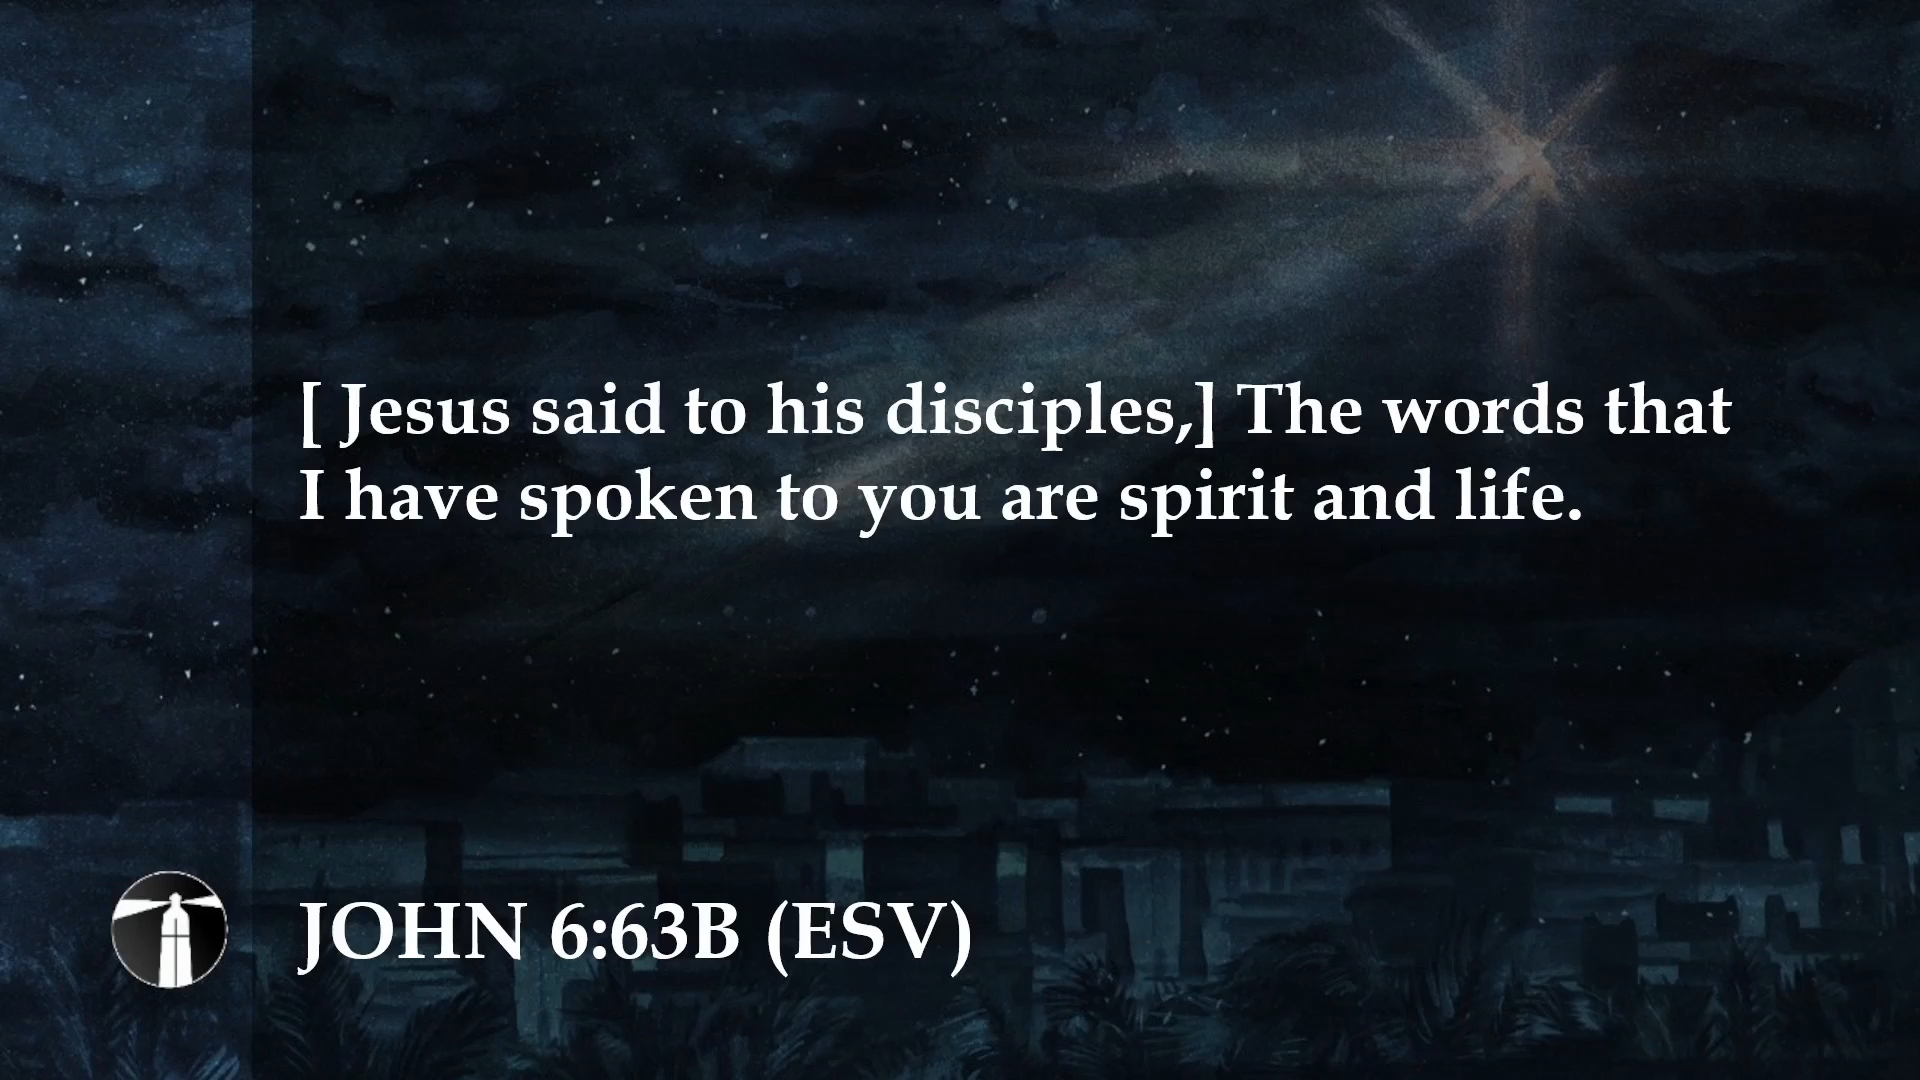 [ Jesus said to his disciples,] The words that
I have spoken to you are spirit and life.
JOHN 6:63B (ESV)